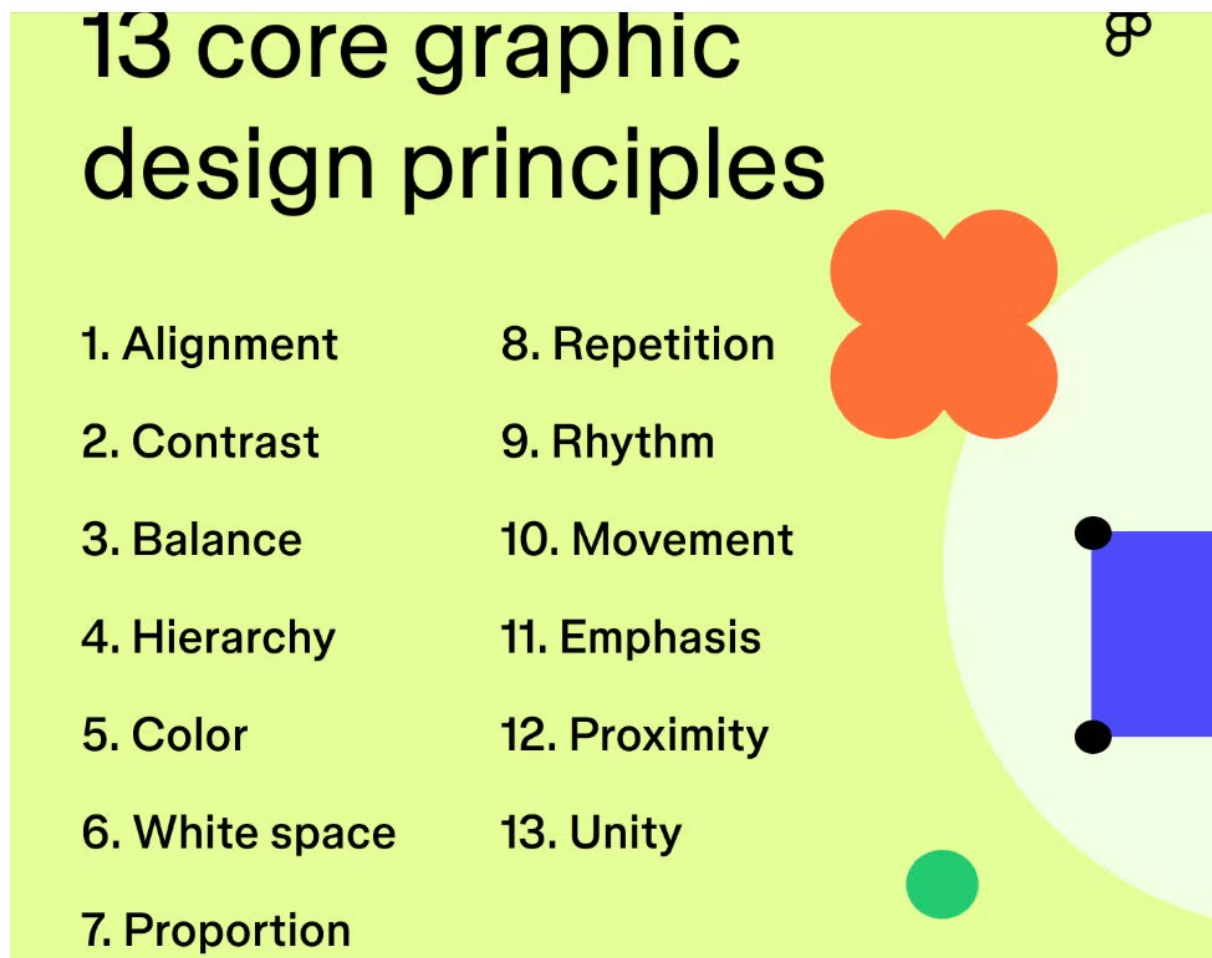 13 core graphic
design principles
1. Alignment
2. Contrast
3. Balance
4. Hierarchy
5. Color
6. White space
7. Proportion
8. Repetition
9. Rhythm
10. Movement
11. Emphasis
12. Proximity
13. Unity